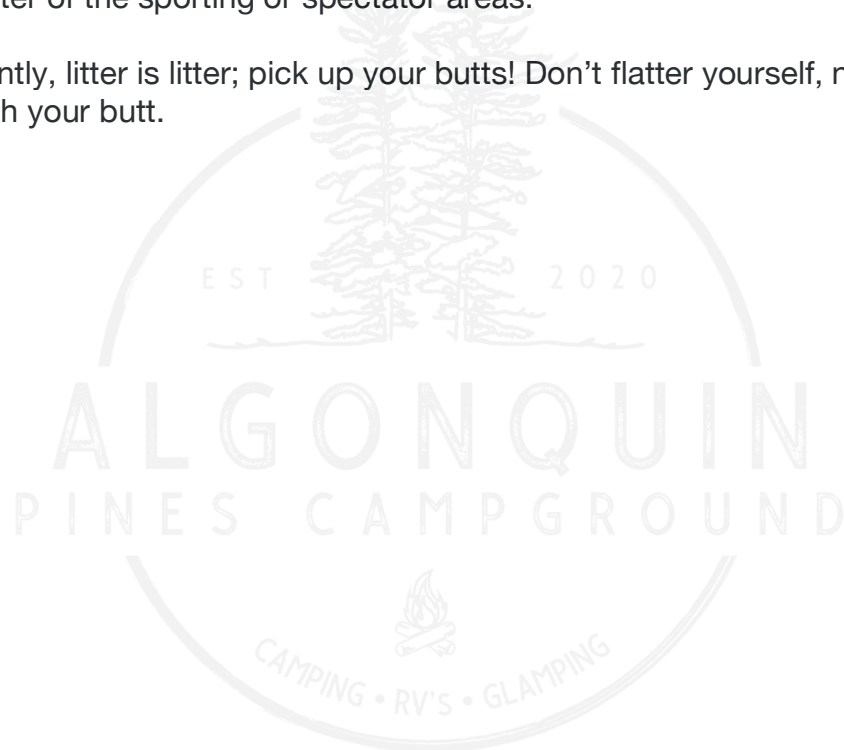 ter of the sporting or spectator areas.
ntly, litter is litter; pick up your butts! Don’t flatter yourself, n
h your butt.
EST 2020
ALGONQUIN
PINES CAMPGROUND
CAMPING • RV'S • GLAMPING